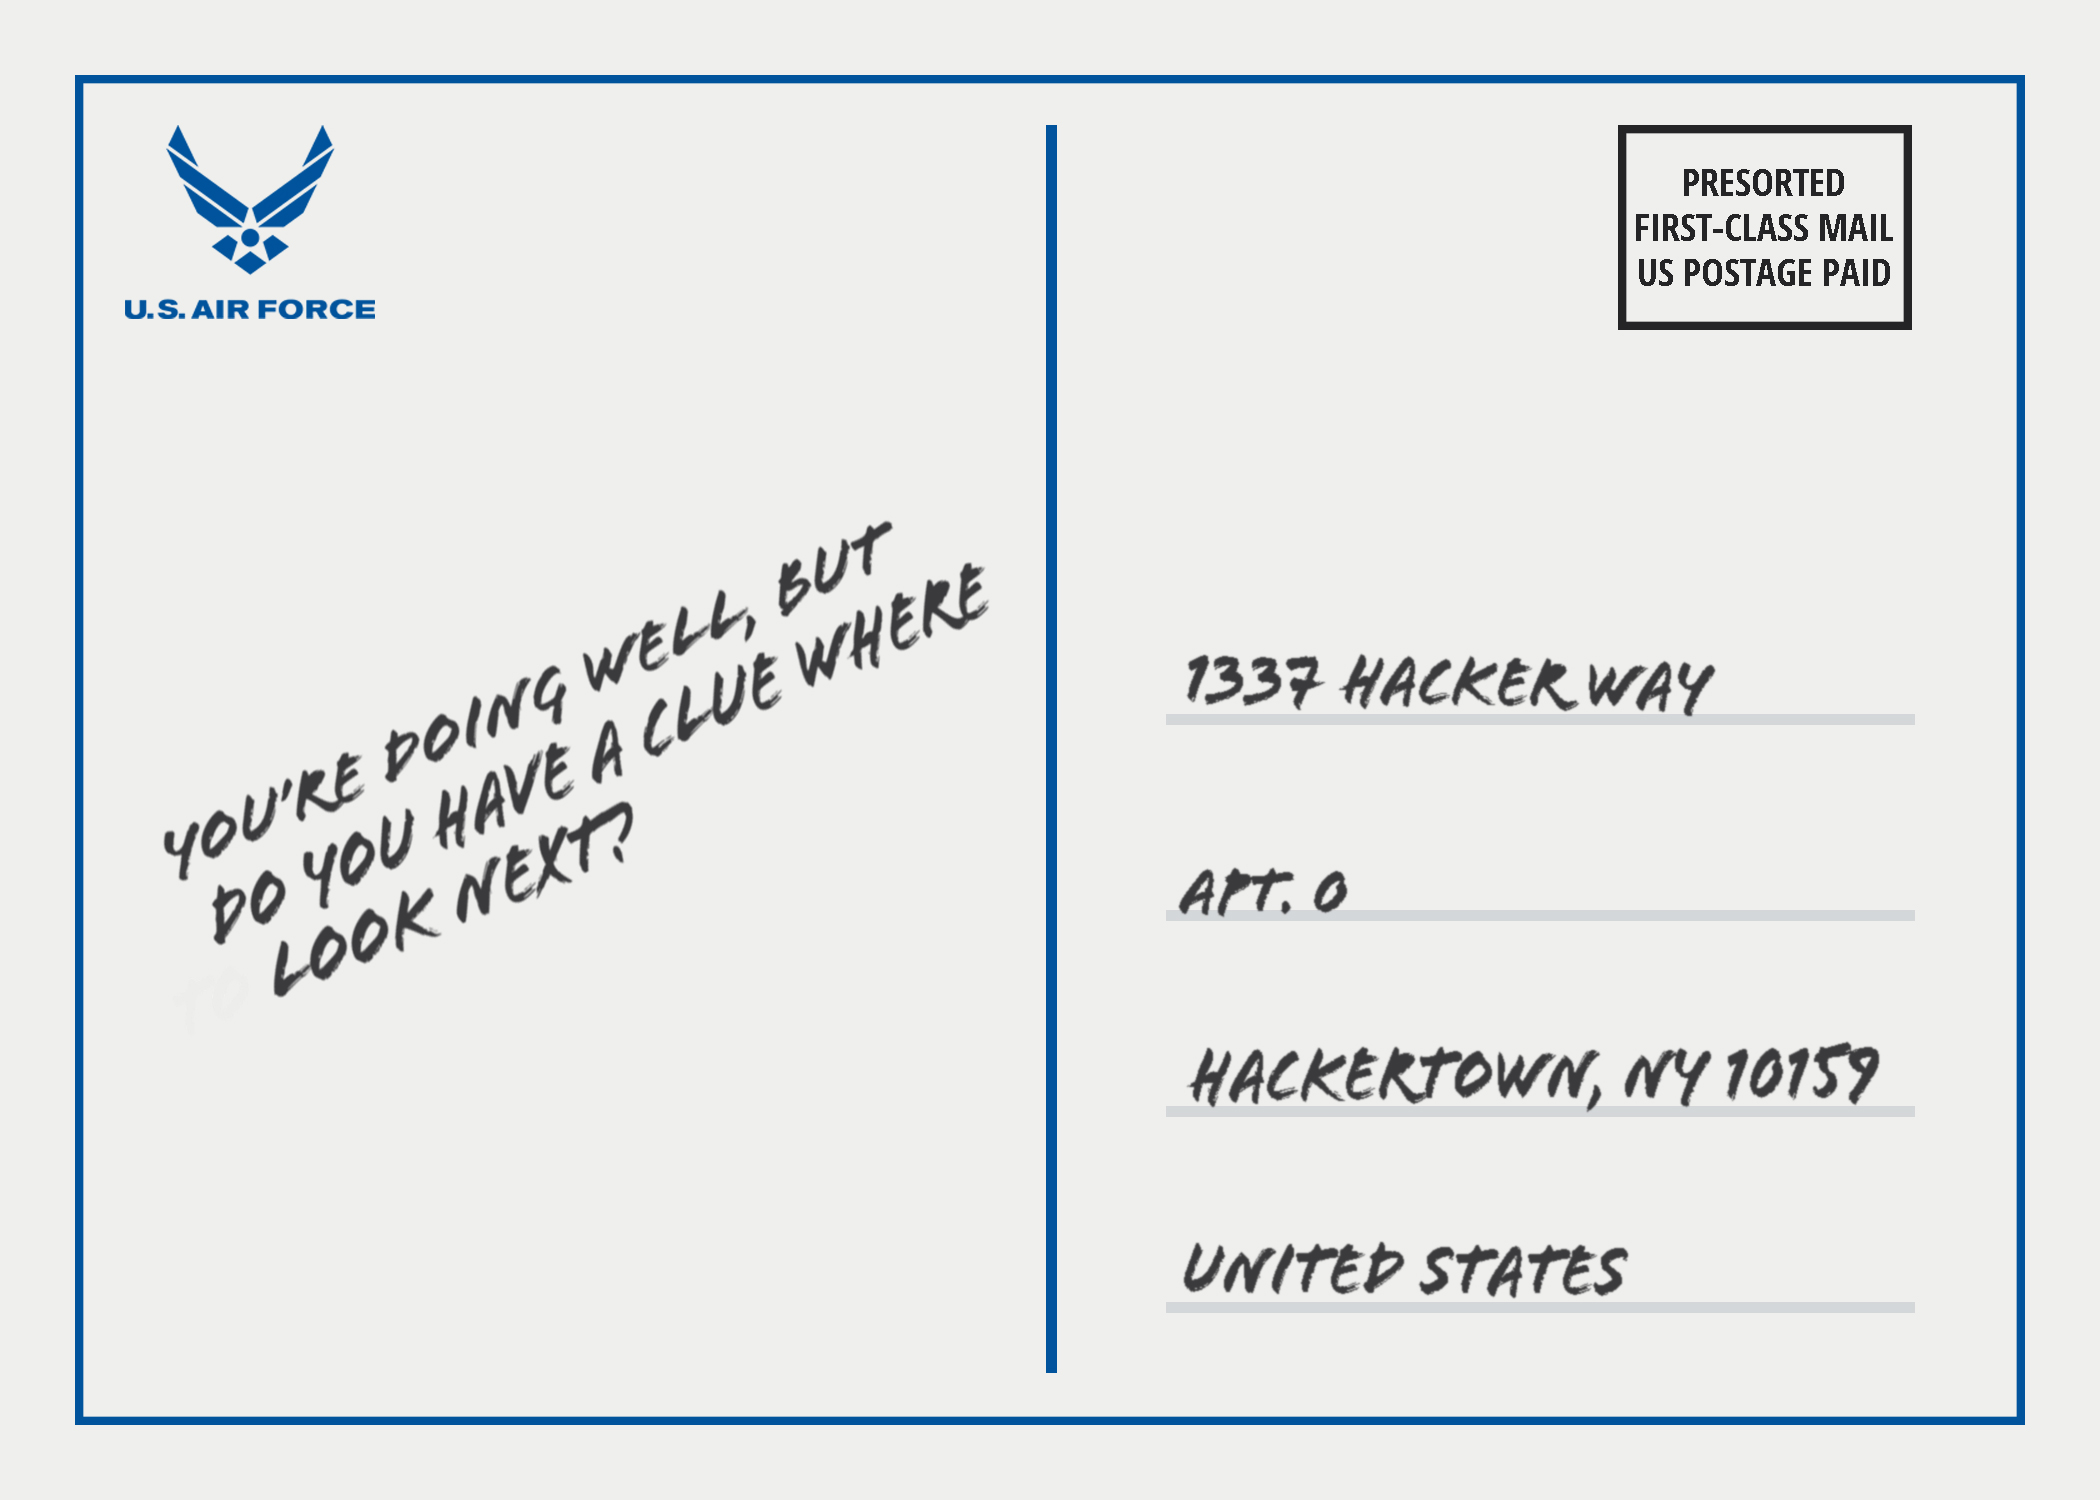 U.S. AIR FORCE
YOU'RE DOING WELL, BUT
DO YOU HAVE A CLUE WHERE
TO LOOK NEXT?
PRESORTED
FIRST-CLASS MAIL
US POSTAGE PAID
1337 HACKER WAY
APT. 0
HACKERTOWN, NY 10159
UNITED STATES